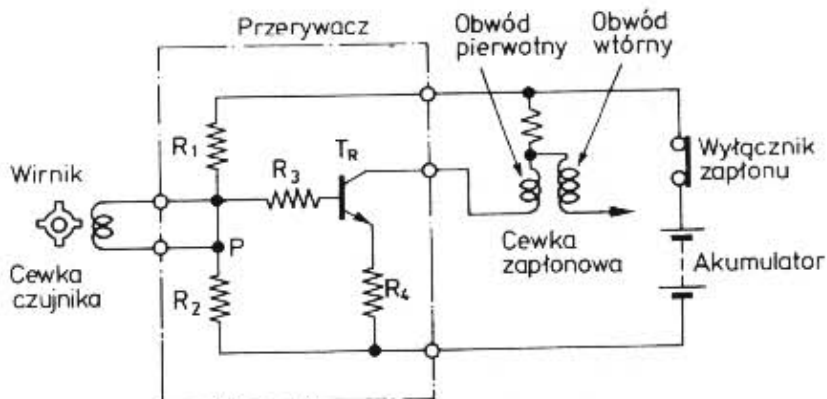 Przerywacz
Obwód
pierwotny
Obwód
wtórny
R1
TR
R3
Wirnik
Wyłącznik
zapłonu
P
Cewka
czujnika
R2
R4
Cewka
zapłonowa
Akumulator